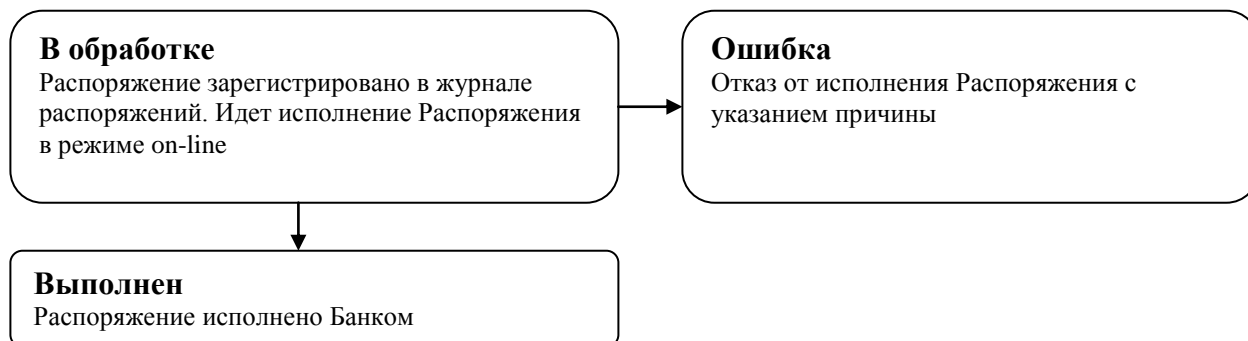 В обработке
Распоряжение зарегистрировано в журнале
распоряжений. Идет исполнение Распоряжения
в режиме on-line
Ошибка
Отказ от исполнения Распоряжения с
указанием причины
Выполнен
Распоряжение исполнено Банком